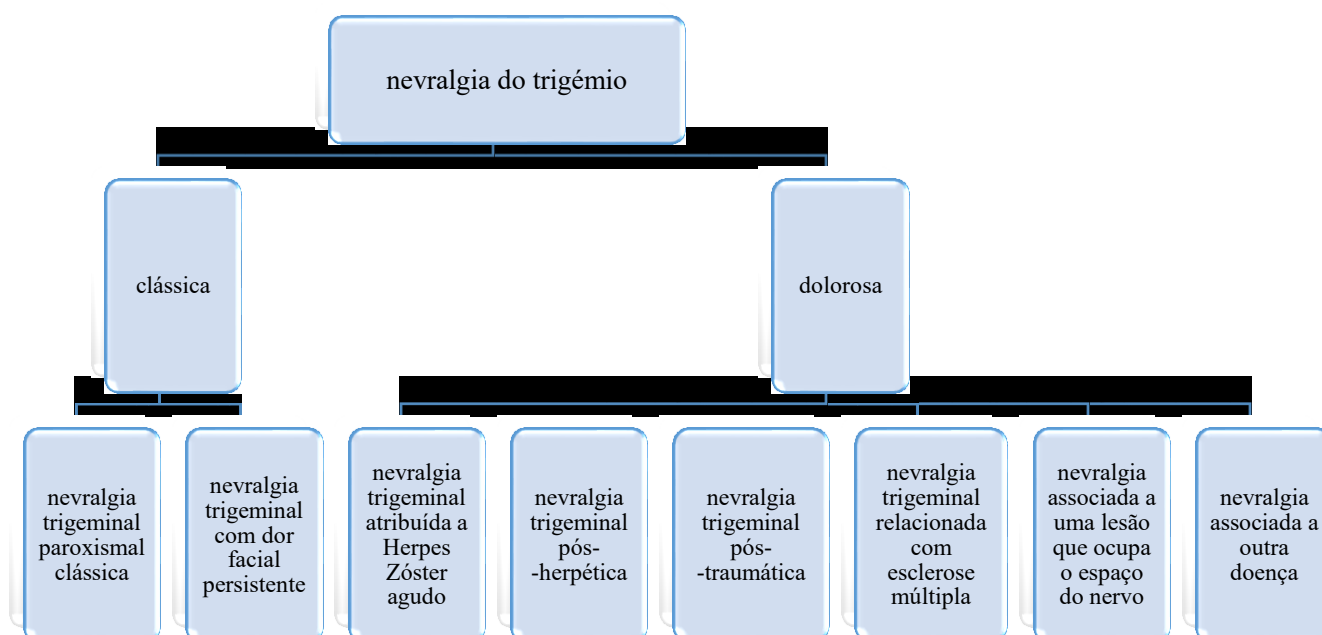 nevralgia do trigémio
clássica
dolorosa
nevralgia
trigeminal
paroxismal
clássica
nevralgia
trigeminal
com dor
facial
persistente
nevralgia
trigeminal
atribuída a
Herpes
Zóster
agudo
nevralgia
trigeminal
pós-
-herpética
nevralgia
trigeminal
pós-
-traumática
nevralgia
trigeminal
relacionada
com
esclerose
múltipla
nevralgia
associada a
uma lesão
que ocupa
o espaço
do nervo
nevralgia
associada a
outra
doença